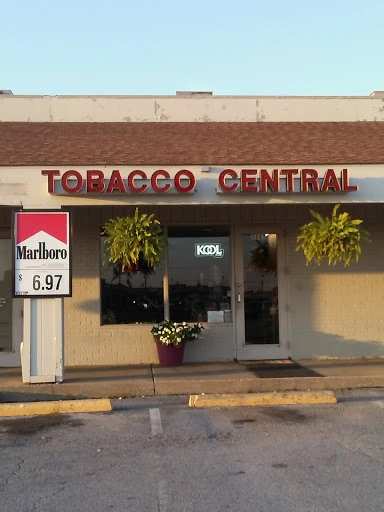 TOBACCO CENTRAL
KOOL
Marlboro
$ 6.97